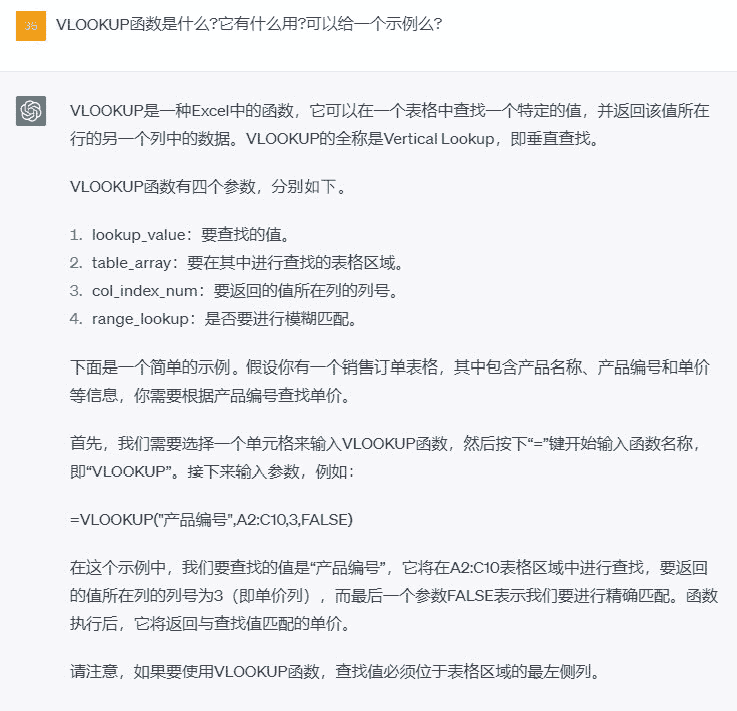 VLOOKUP函数是什么?它有什么用?可以给一个示例么?
VLOOKUP是一种Excel中的函数，它可以在一个表格中查找一个特定的值，并返回该值所在
行的另一个列中的数据。VLOOKUP的全称是Vertical Lookup，即垂直查找。
VLOOKUP函数有四个参数，分别如下。
1. lookup_value：要查找的值。
2. table_array：要在其中进行查找的表格区域。
3. col_index_num：要返回的值所在列的列号。
4. range_lookup：是否要进行模糊匹配。
下面是一个简单的示例。假设你有一个销售订单表格，其中包含产品名称、产品编号和单价
等信息，你需要根据产品编号查找单价。
首先，我们需要选择一个单元格来输入VLOOKUP函数，然后按下“=”键开始输入函数名称，
即“VLOOKUP”。接下来输入参数，例如：
=VLOOKUP("产品编号",A2:C10,3,FALSE)
在这个示例中，我们要查找的值是“产品编号”，它将在A2:C10表格区域中进行查找，要返回
的值所在列的列号为3（即单价列），而最后一个参数FALSE表示我们要进行精确匹配。函数
执行后，它将返回与查找值匹配的单价。
请注意，如果要使用VLOOKUP函数，查找值必须位于表格区域的最左侧列。